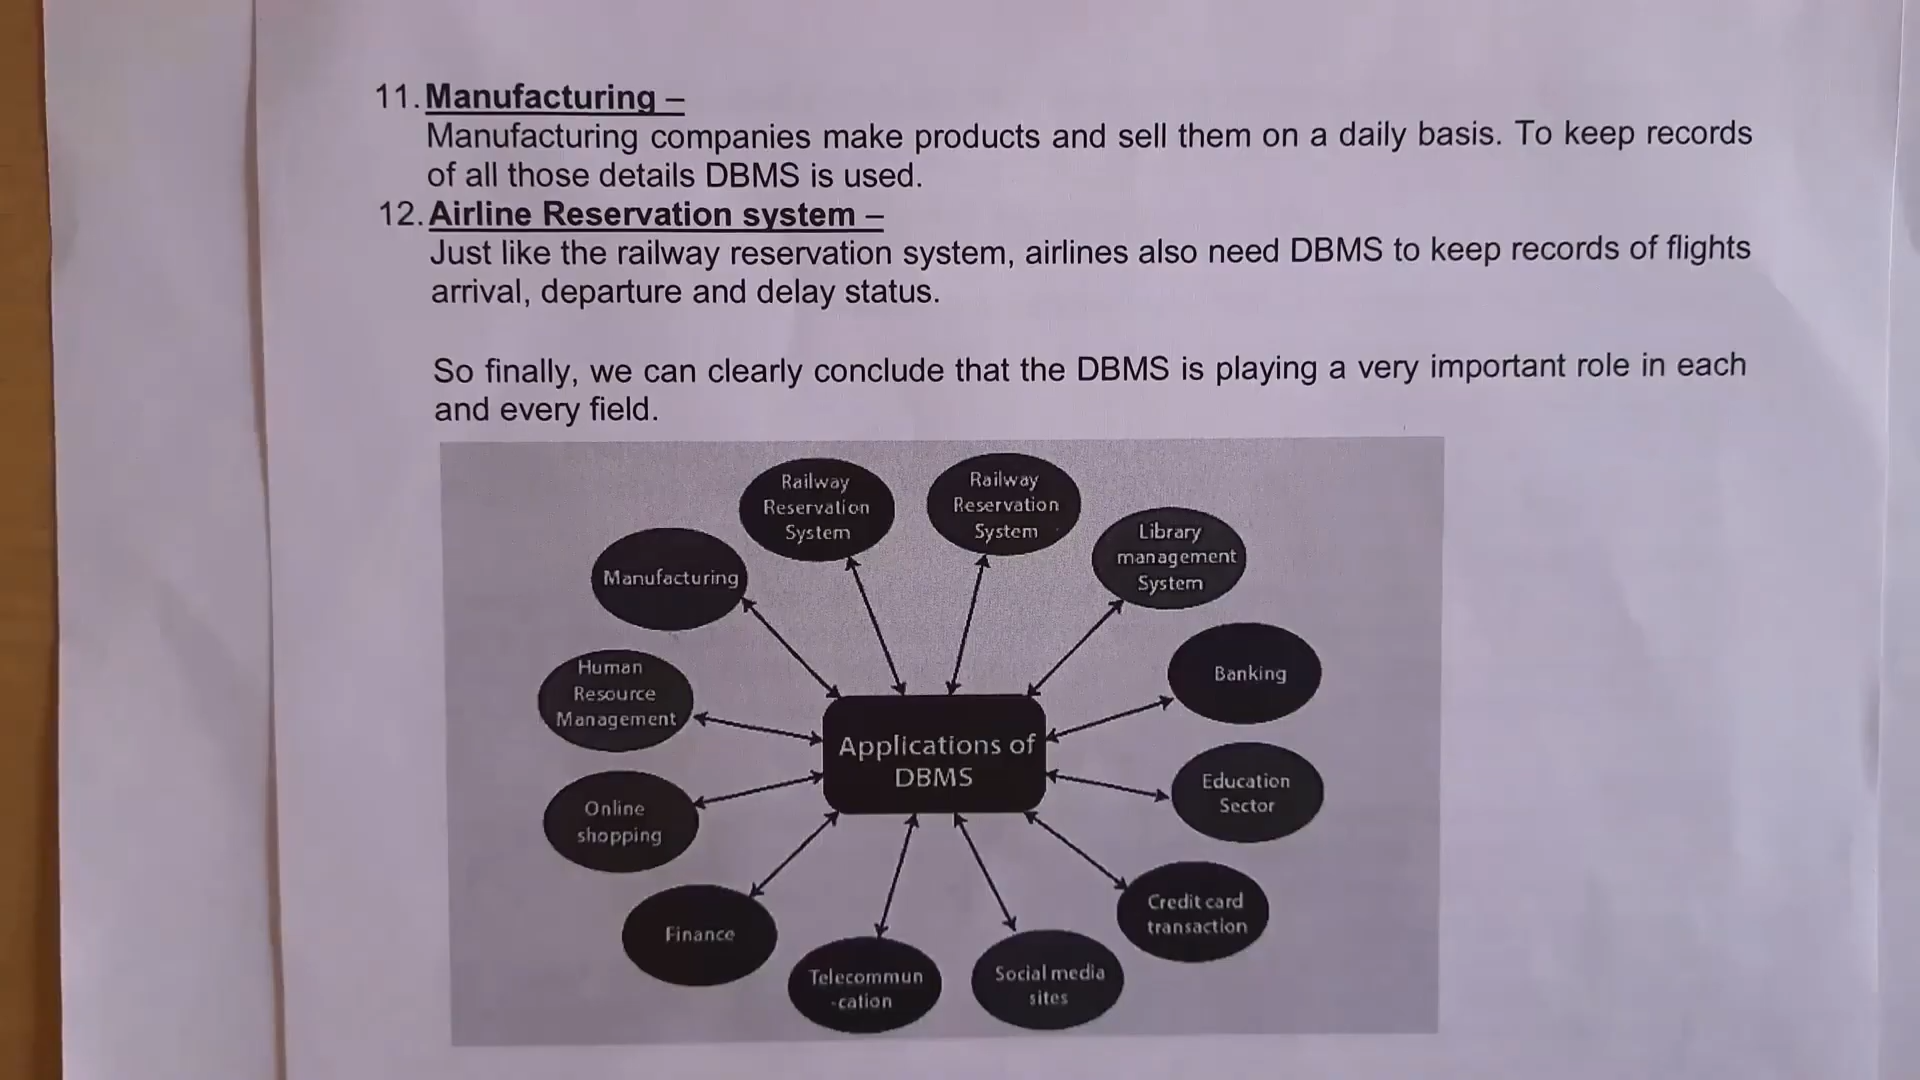 11. Manufacturing –
Manufacturing companies make products and sell them on a daily basis. To keep records
of all those details DBMS is used.
12. Airline Reservation system –
Just like the railway reservation system, airlines also need DBMS to keep records of flights
arrival, departure and delay status.
So finally, we can clearly conclude that the DBMS is playing a very important role in each
and every field.
Railway
Reservation
System
Railway
Reservation
System
Library
management
System
Manufacturing
Human
Resource
Management
Banking
Applications of
DBMS
Education
Sector
Online
shopping
Credit card
transaction
Finance
Telecommun
-cation
Social media
sites